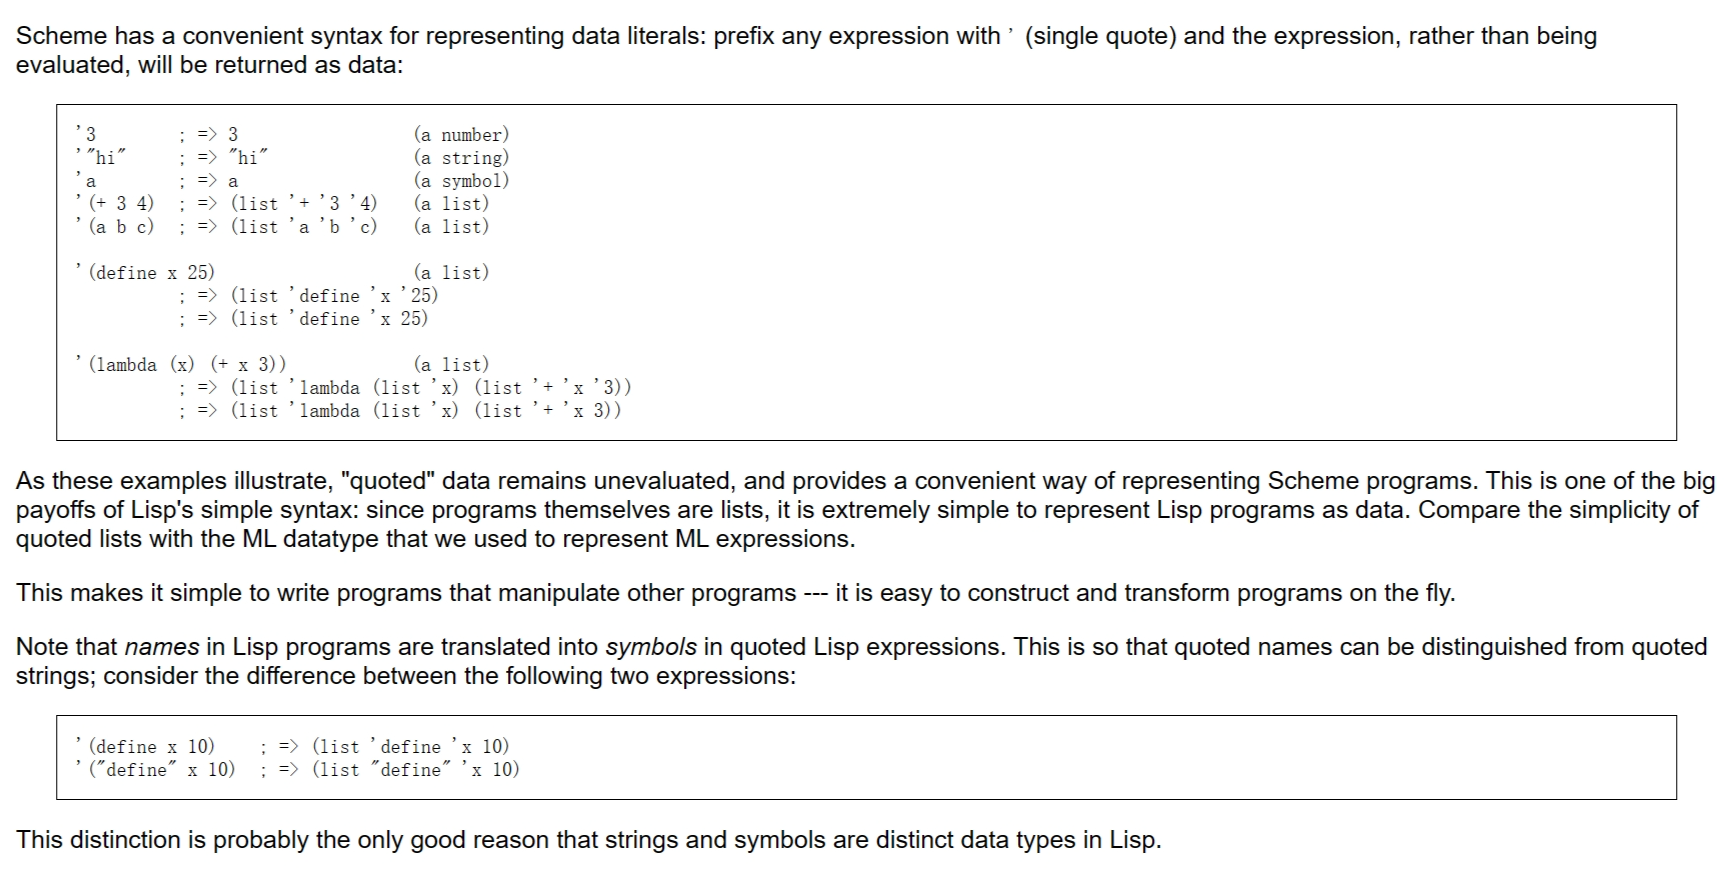 Scheme has a convenient syntax for representing data literals: prefix any expression with ' (single quote) and the expression, rather than being
evaluated, will be returned as data:
'3        ; => 3                 (a number)
'"hi"     ; => "hi"              (a string)
'a        ; => a                 (a symbol)
'(+ 3 4)  ; => (list '+ '3 '4)   (a list)
'(a b c)  ; => (list 'a 'b 'c)   (a list)
'(define x 25)                   (a list)
          ; => (list 'define 'x '25)
          ; => (list 'define 'x 25)
'(lambda (x) (+ x 3))            (a list)
          ; => (list 'lambda (list 'x) (list '+ 'x '3))
          ; => (list 'lambda (list 'x) (list '+ 'x 3))
As these examples illustrate, "quoted" data remains unevaluated, and provides a convenient way of representing Scheme programs. This is one of the big
payoffs of Lisp's simple syntax: since programs themselves are lists, it is extremely simple to represent Lisp programs as data. Compare the simplicity of
quoted lists with the ML datatype that we used to represent ML expressions.
This makes it simple to write programs that manipulate other programs --- it is easy to construct and transform programs on the fly.
Note that names in Lisp programs are translated into symbols in quoted Lisp expressions. This is so that quoted names can be distinguished from quoted
strings; consider the difference between the following two expressions:
'(define x 10)    ; => (list 'define 'x 10)
'("define" x 10)  ; => (list "define" 'x 10)
This distinction is probably the only good reason that strings and symbols are distinct data types in Lisp.